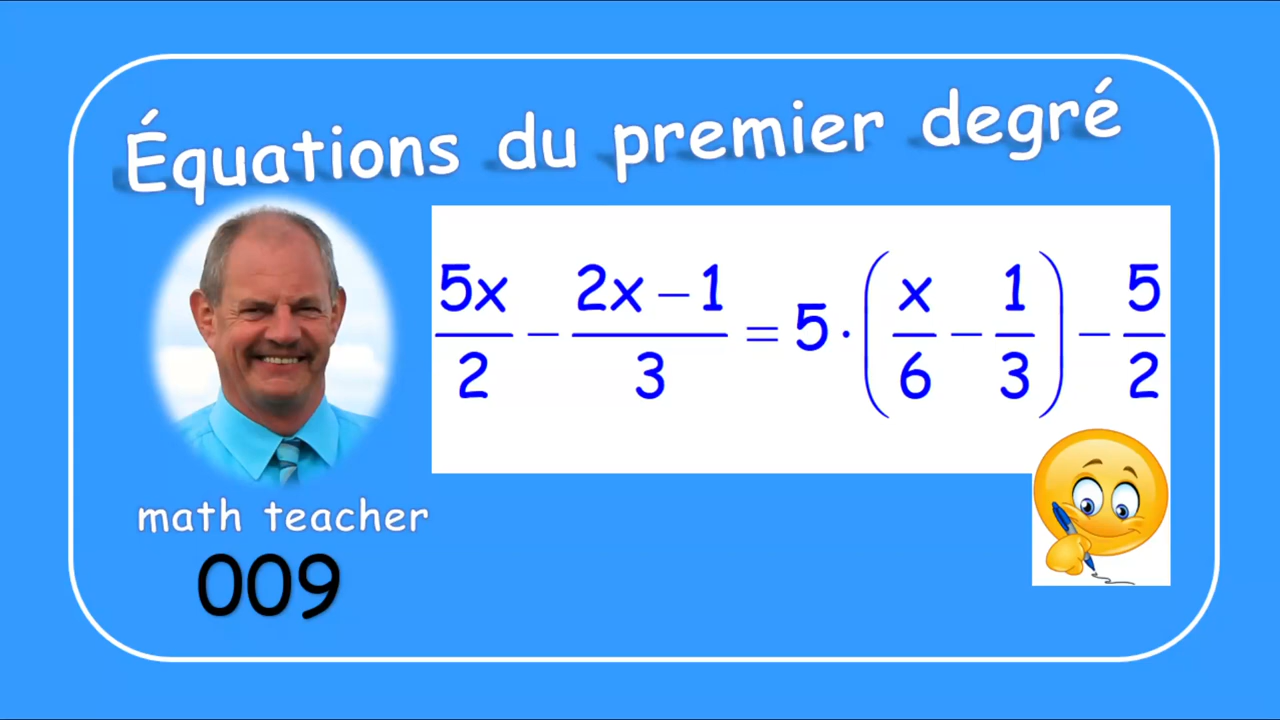 Équations du premier degré
5x/2 − (2x − 1)/3 = 5 · (x/6 − 1/3) − 5/2
math teacher
009